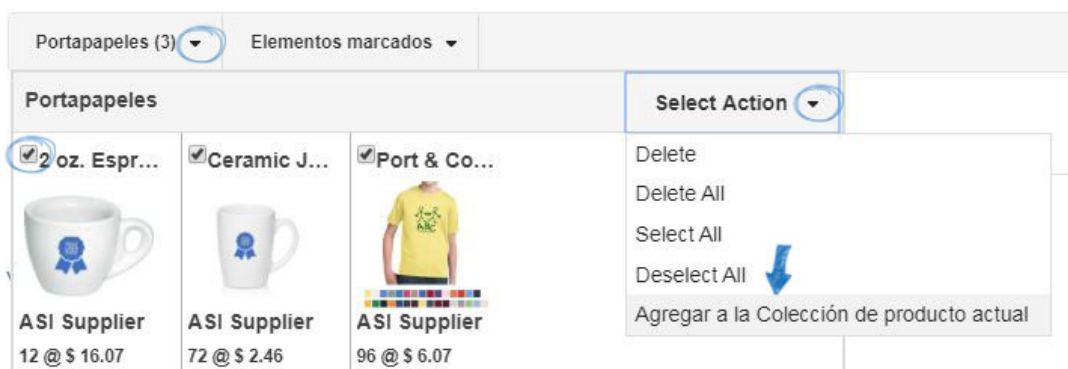 Portapapeles (3) Elementos marcados
Portapapeles Select Action
2 oz. Espr... Ceramic J... Port & Co...
Delete
Delete All
Select All
Deselect All
Agregar a la Colección de producto actual
ABC
ASI Supplier ASI Supplier ASI Supplier
12 @ $ 16.07 72 @ $ 2.46 96 @ $ 6.07